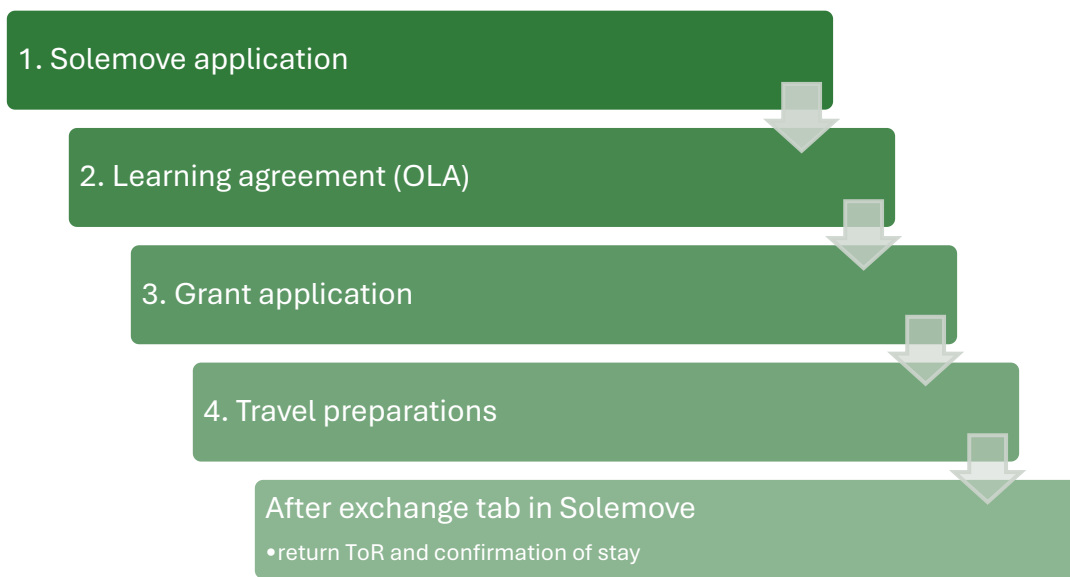 1. Solemove application
2. Learning agreement (OLA)
3. Grant application
4. Travel preparations
After exchange tab in Solemove
•return ToR and confirmation of stay